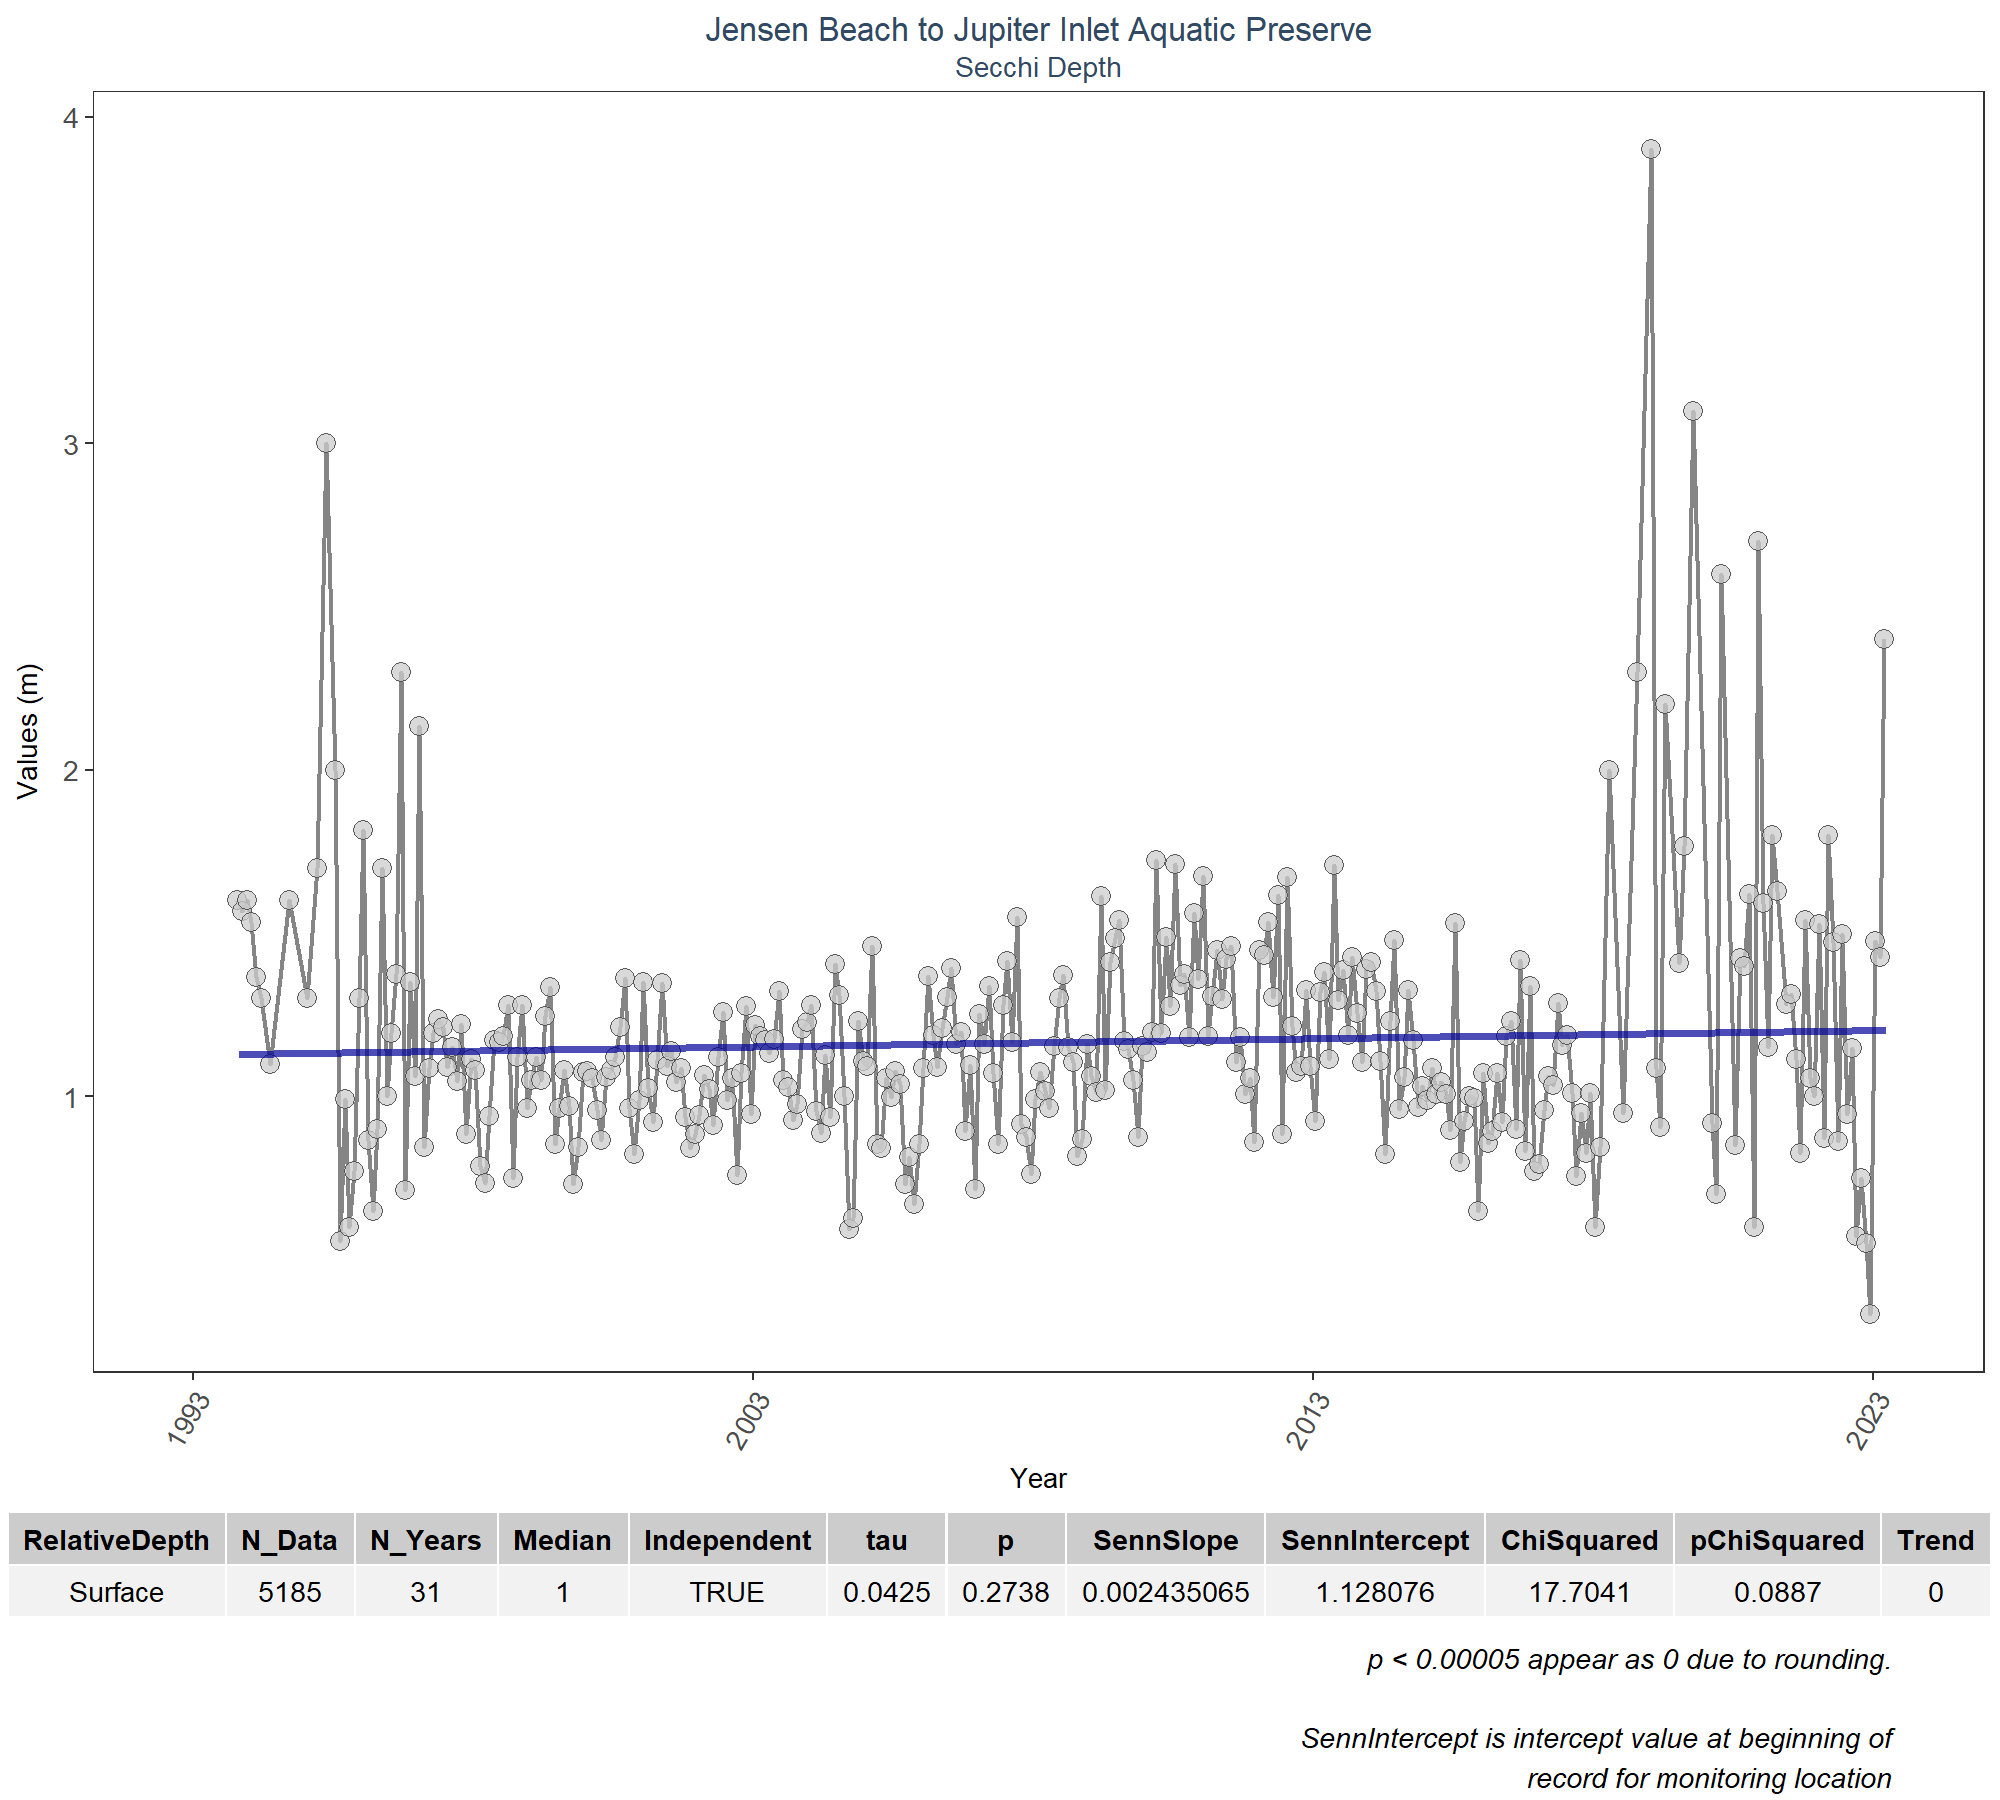 Jensen Beach to Jupiter Inlet Aquatic Preserve
Secchi Depth
4
3
2
1
Values (m)
1993
2003
2013
2023
Year
RelativeDepth N_Data N_Years Median Independent tau p SennSlope SennIntercept ChiSquared pChiSquared Trend
Surface 5185 31 1 TRUE 0.0425 0.2738 0.002435065 1.128076 17.7041 0.0887 0
p < 0.00005 appear as 0 due to rounding.
SennIntercept is intercept value at beginning of
record for monitoring location